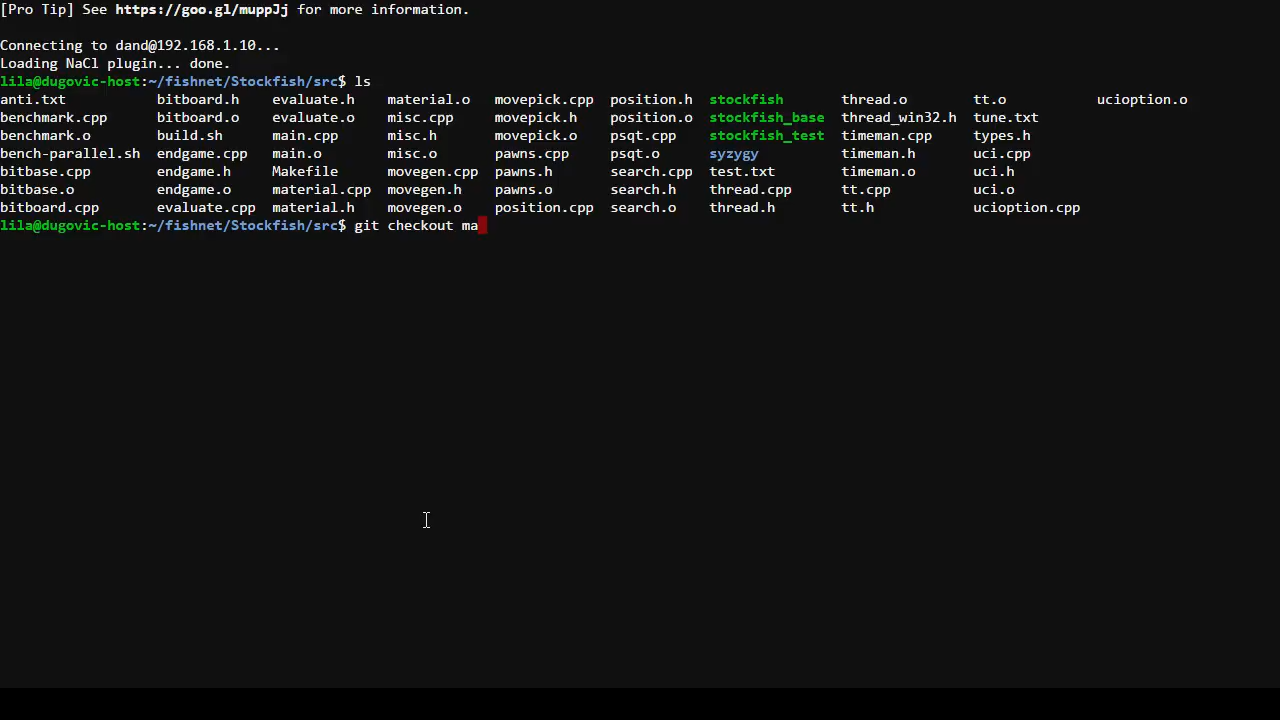 [Pro Tip] See https://goo.gl/muppJj for more information.
Connecting to dand@192.168.1.10...
Loading NaCl plugin... done.
lila@dugovic-host:~/fishnet/Stockfish/src$ ls
anti.txt bitboard.h evaluate.h material.o movepick.cpp position.h stockfish thread.o tt.o ucioption.o
benchmark.cpp bitboard.o evaluate.o misc.cpp movepick.h position.o stockfish_base thread_win32.h tune.txt
benchmark.o build.sh main.cpp misc.h movepick.o psqt.cpp stockfish_test timeman.cpp types.h
bench-parallel.sh endgame.cpp main.o misc.o pawns.cpp psqt.o syzygy timeman.h uci.cpp
bitbase.cpp endgame.h Makefile movegen.cpp pawns.h search.cpp test.txt timeman.o uci.h
bitbase.o endgame.o material.cpp movegen.h pawns.o search.h thread.cpp tt.cpp uci.o
bitboard.cpp evaluate.cpp material.h movegen.o position.cpp search.o thread.h tt.h ucioption.cpp
lila@dugovic-host:~/fishnet/Stockfish/src$ git checkout ma